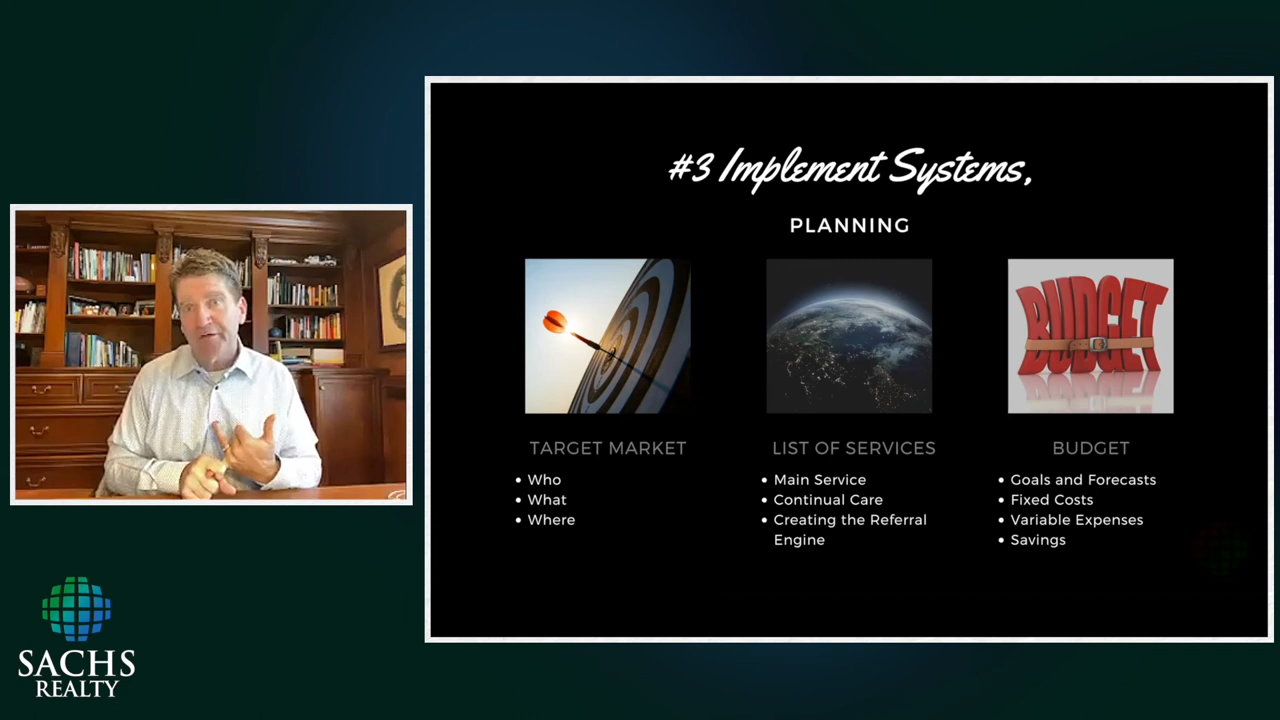 #3 Implement Systems,
PLANNING
BUDGET
TARGET MARKET
• Who
• What
• Where
LIST OF SERVICES
• Main Service
• Continual Care
• Creating the Referral
Engine
BUDGET
• Goals and Forecasts
• Fixed Costs
• Variable Expenses
• Savings
SACHS
REALTY